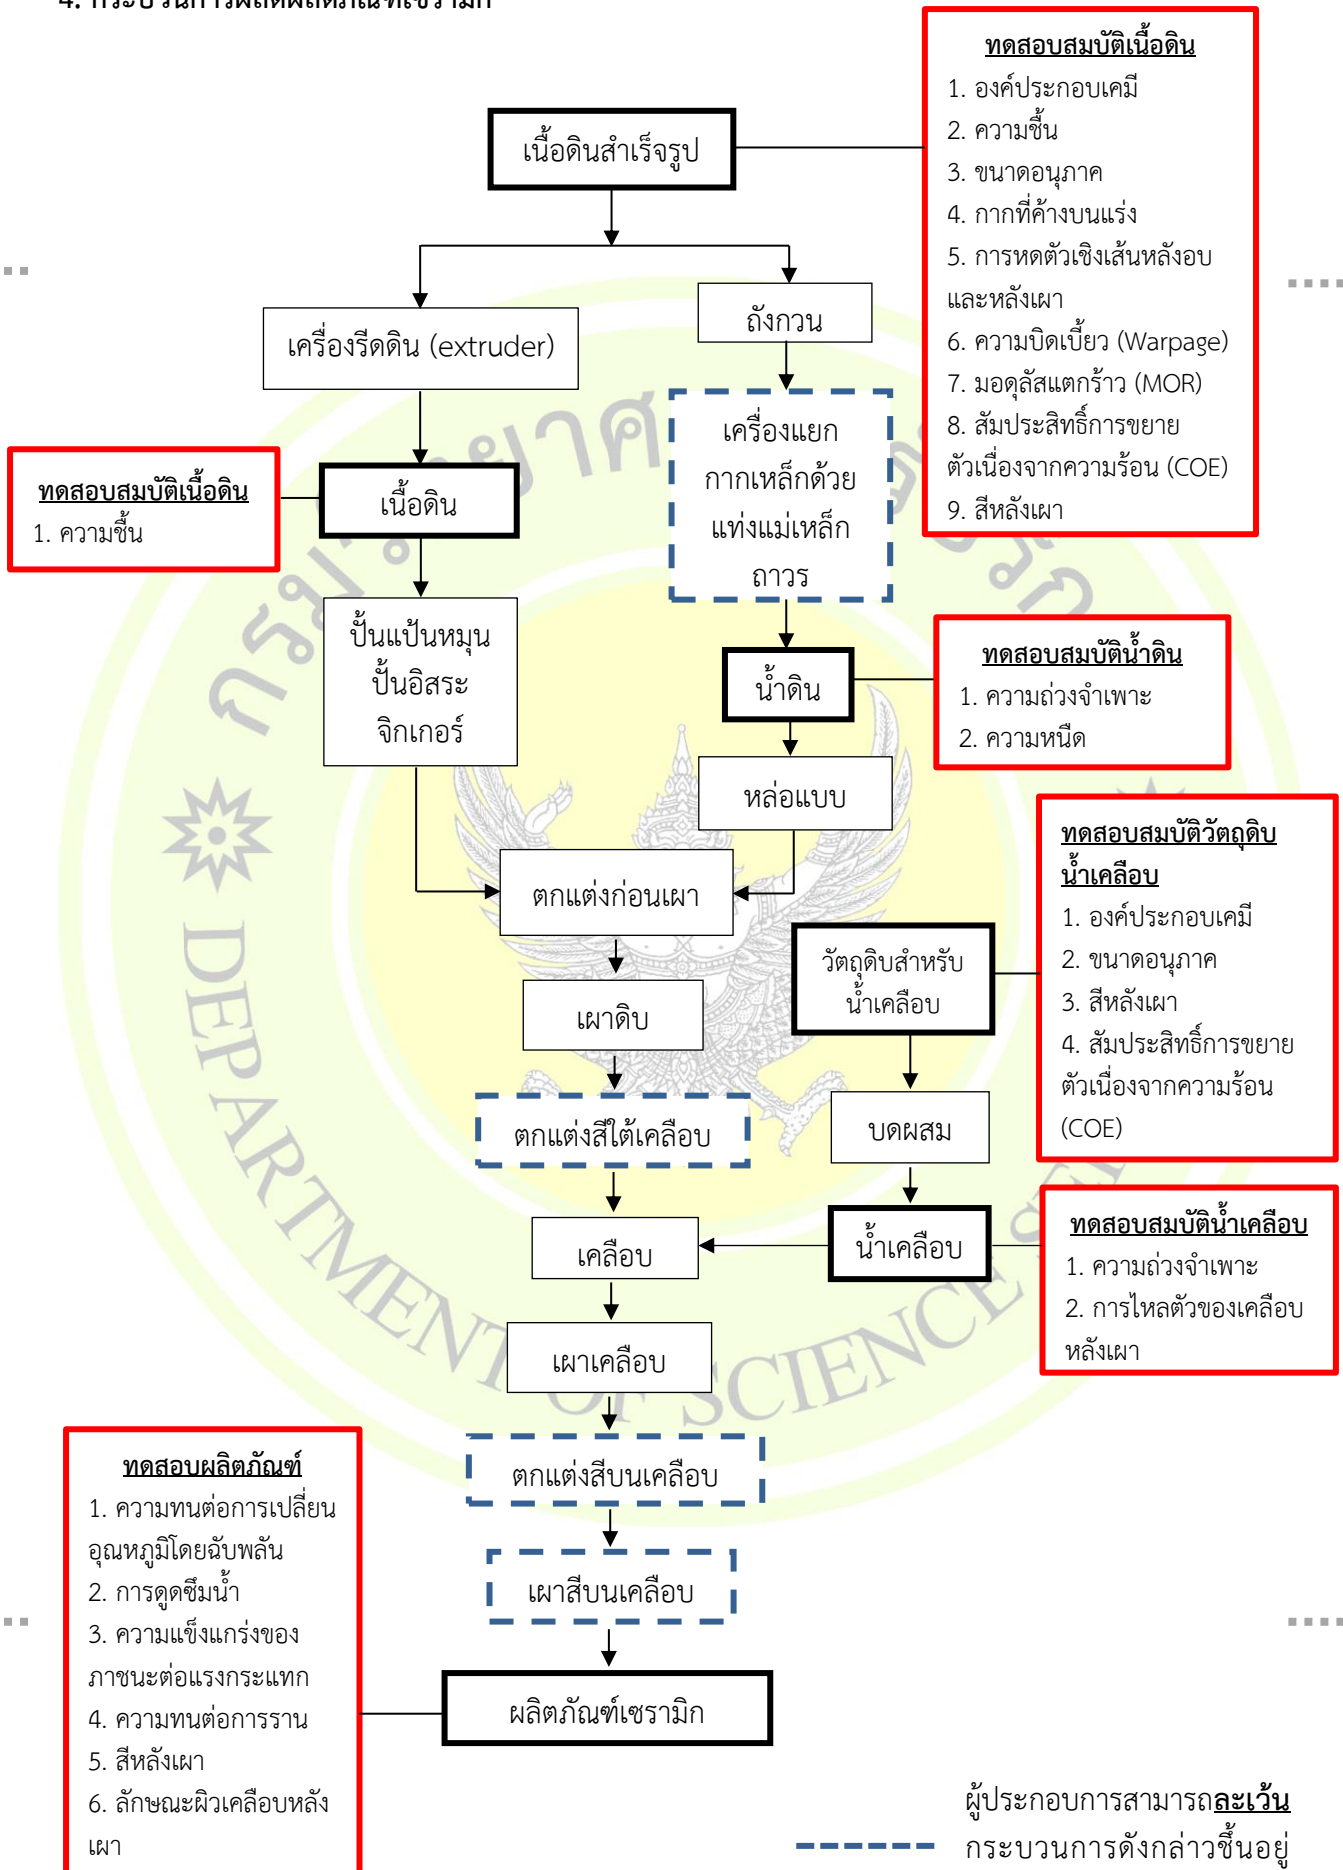 4. กระบวนการผลิตผลิตภัณฑ์เซรามิก
ทดสอบสมบัติเนื้อดิน
1. องค์ประกอบเคมี
2. ความชื้น
3. ขนาดอนุภาค
4. กากที่ค้างบนแร่ง
5. การหดตัวเชิงเส้นหลังอบ
และหลังเผา
6. ความบิดเบี้ยว (Warpage)
7. มอดุลัสแตกร้าว (MOR)
8. สัมประสิทธิ์การขยาย
ตัวเนื่องจากความร้อน (COE)
9. สีหลังเผา
เนื้อดินสำเร็จรูป
เครื่องรีดดิน (extruder)
ถังกวน
เครื่องแยก
กากเหล็กด้วย
แท่งแม่เหล็ก
ถาวร
ทดสอบสมบัติเนื้อดิน
1. ความชื้น
เนื้อดิน
ปั้นแป้นหมุน
ปั้นอิสระ
จิกเกอร์
น้ำดิน
ทดสอบสมบัติน้ำดิน
1. ความถ่วงจำเพาะ
2. ความหนืด
หล่อแบบ
ตกแต่งก่อนเผา
ทดสอบสมบัติวัตถุดิบ
น้ำเคลือบ
1. องค์ประกอบเคมี
2. ขนาดอนุภาค
3. สีหลังเผา
4. สัมประสิทธิ์การขยาย
ตัวเนื่องจากความร้อน
(COE)
วัตถุดิบสำหรับ
น้ำเคลือบ
เผาดิบ
ตกแต่งสีใต้เคลือบ
บดผสม
เคลือบ
น้ำเคลือบ
ทดสอบสมบัติน้ำเคลือบ
1. ความถ่วงจำเพาะ
2. การไหลตัวของเคลือบ
หลังเผา
เผาเคลือบ
ตกแต่งสีบนเคลือบ
เผาสีบนเคลือบ
ผลิตภัณฑ์เซรามิก
ทดสอบผลิตภัณฑ์
1. ความทนต่อการเปลี่ยน
อุณหภูมิโดยฉับพลัน
2. การดูดซึมน้ำ
3. ความแข็งแกร่งของ
ภาชนะต่อแรงกระแทก
4. ความทนต่อการราน
5. สีหลังเผา
6. ลักษณะผิวเคลือบหลัง
เผา
ผู้ประกอบการสามารถละเว้น
กระบวนการดังกล่าวขึ้นอยู่
DEPARTMENT OF SCIENCE